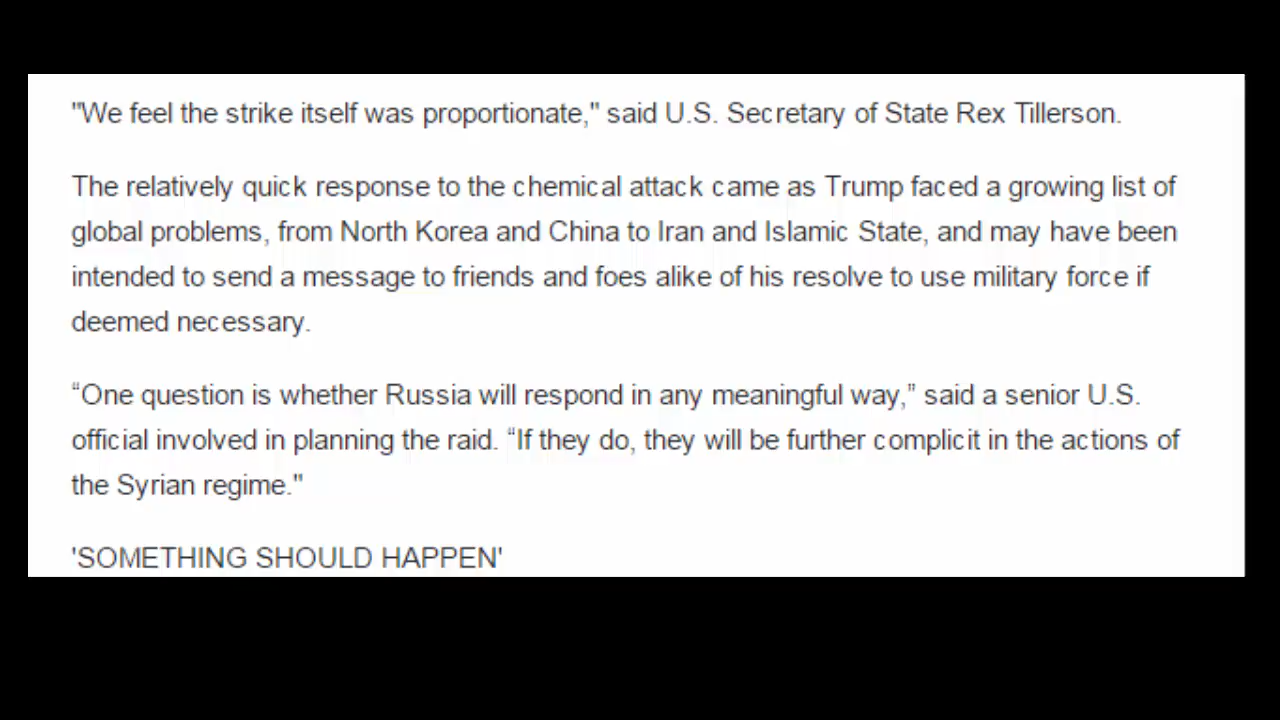 "We feel the strike itself was proportionate," said U.S. Secretary of State Rex Tillerson.
The relatively quick response to the chemical attack came as Trump faced a growing list of
global problems, from North Korea and China to Iran and Islamic State, and may have been
intended to send a message to friends and foes alike of his resolve to use military force if
deemed necessary.
“One question is whether Russia will respond in any meaningful way,” said a senior U.S.
official involved in planning the raid. “If they do, they will be further complicit in the actions of
the Syrian regime."
'SOMETHING SHOULD HAPPEN'